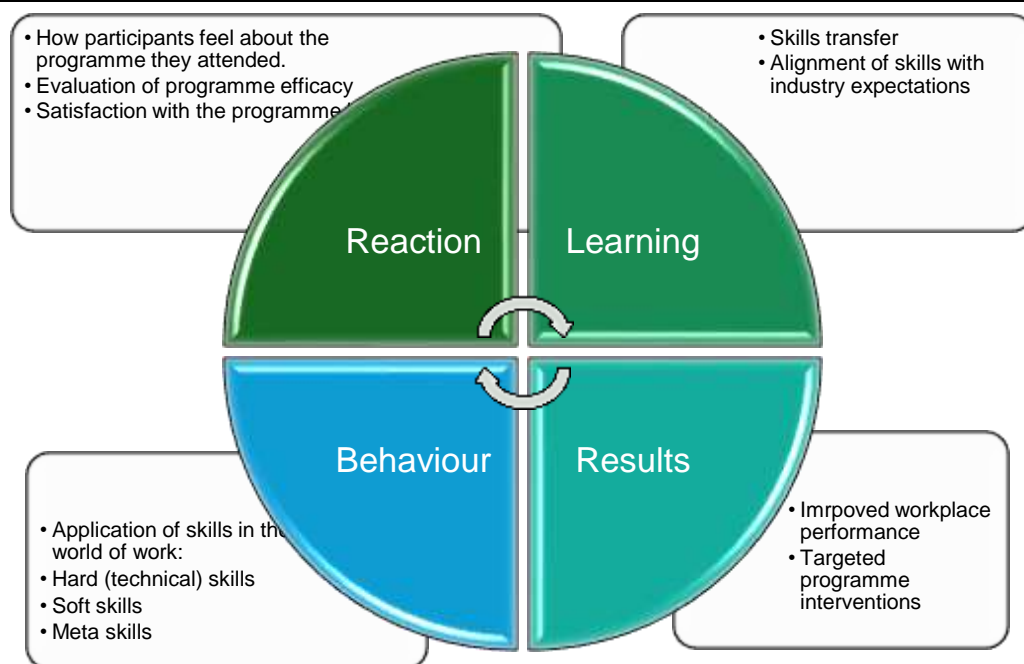 • How participants feel about the
programme they attended.
• Evaluation of programme efficacy
• Satisfaction with the programme
• Skills transfer
• Alignment of skills with
industry expectations
Reaction
Learning
Behaviour
Results
• Application of skills in the
world of work:
• Hard (technical) skills
• Soft skills
• Meta skills
• Imrpoved workplace
performance
• Targeted
programme
interventions